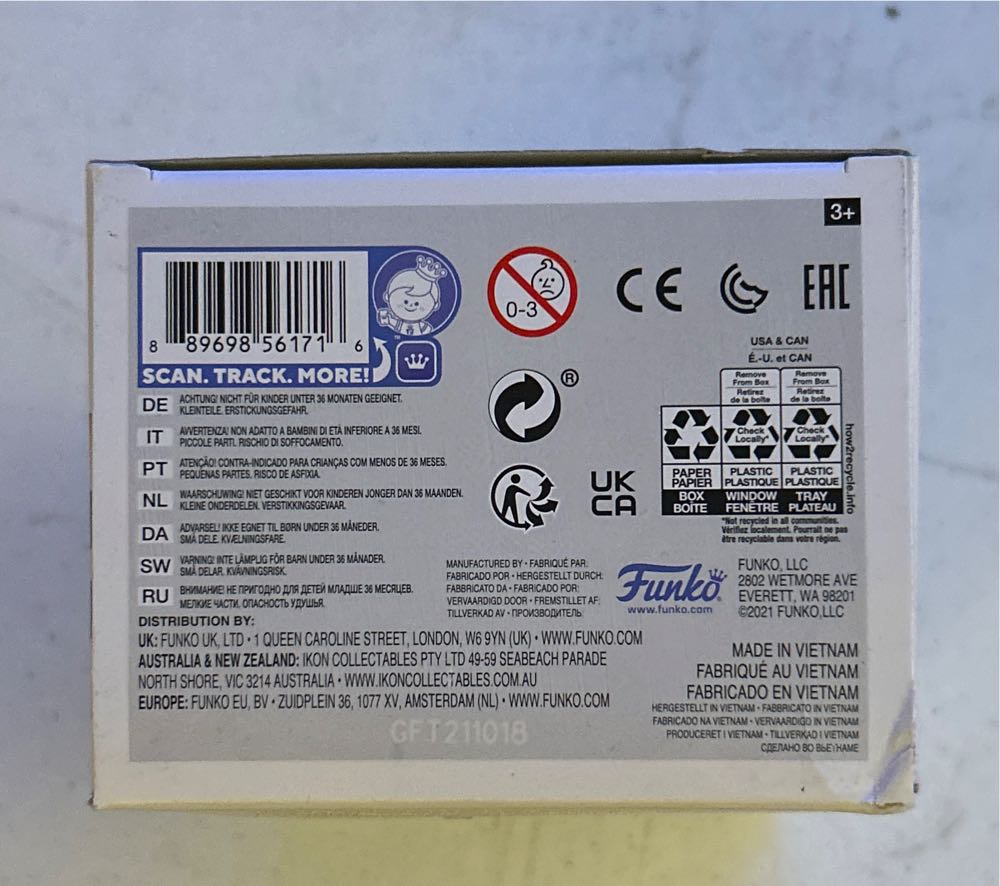 3+
8 89698 56171 6
SCAN. TRACK. MORE!
™
0-3
CE
EAC
®
UK
CA
USA & CAN
É.-U. et CAN
Remove
From Box
Retirez
de la boîte
Remove
From Box
Retirez
de la boîte
Check
Locally*
Check
Locally*
PAPER
PAPIER
BOX
BOÎTE
PLASTIC
PLASTIQUE
WINDOW
FENÊTRE
PLASTIC
PLASTIQUE
TRAY
PLATEAU
how2recycle.info
*Not recycled in all communities.
Vérifiez localement. Pourrait ne pas
être recyclable dans votre région.
DE ACHTUNG! NICHT FÜR KINDER UNTER 36 MONATEN GEEIGNET.
KLEINTEILE. ERSTICKUNGSGEFAHR.
IT AVVERTENZA! NON ADATTO A BAMBINI DI ETÀ INFERIORE A 36 MESI.
PICCOLE PARTI. RISCHIO DI SOFFOCAMENTO.
PT ATENÇÃO! CONTRA-INDICADO PARA CRIANÇAS COM MENOS DE 36 MESES.
PEQUENAS PARTES. RISCO DE ASFIXIA.
NL WAARSCHUWING! NIET GESCHIKT VOOR KINDEREN JONGER DAN 36 MAANDEN.
KLEINE ONDERDELEN. VERSTIKKINGSGEVAAR.
DA ADVARSEL! IKKE EGNET TIL BØRN UNDER 36 MÅNEDER.
SMÅ DELE. KVÆLNINGSFARE.
SW VARNING! INTE LÄMPLIG FÖR BARN UNDER 36 MÅNADER.
SMÅ DELAR. KVÄVNINGSRISK.
RU ВНИМАНИЕ! НЕ ПРИГОДНО ДЛЯ ДЕТЕЙ МЛАДШЕ 36 МЕСЯЦЕВ.
МЕЛКИЕ ЧАСТИ. ОПАСНОСТЬ УДУШЬЯ.
MANUFACTURED BY • FABRIQUÉ PAR
FABRICADO POR • HERGESTELLT DURCH:
FABBRICATO DA • FABRICADO POR:
VERVAARDIGD DOOR • FREMSTILLET AF:
TILLVERKAD AV • ПРОИЗВОДИТЕЛЬ:
Funko
www.funko.com
FUNKO, LLC
2802 WETMORE AVE
EVERETT, WA 98201
©2021 FUNKO,LLC
DISTRIBUTION BY:
UK: FUNKO UK, LTD • 1 QUEEN CAROLINE STREET, LONDON, W6 9YN (UK) • WWW.FUNKO.COM
AUSTRALIA & NEW ZEALAND: IKON COLLECTABLES PTY LTD 49-59 SEABEACH PARADE
NORTH SHORE, VIC 3214 AUSTRALIA • WWW.IKONCOLLECTABLES.COM.AU
EUROPE: FUNKO EU, BV • ZUIDPLEIN 36, 1077 XV, AMSTERDAM (NL) • WWW.FUNKO.COM
GFT211018
MADE IN VIETNAM
FABRIQUÉ AU VIETNAM
FABRICADO EN VIETNAM
HERGESTELLT IN VIETNAM • FABBRICATO IN VIETNAM
FABRICADO NA VIETNAM • VERVAARDIGD IN VIETNAM
PRODUCERET I VIETNAM • TILLVERKAD I VIETNAM
СДЕЛАНО ВО ВЬЕТНАМЕ